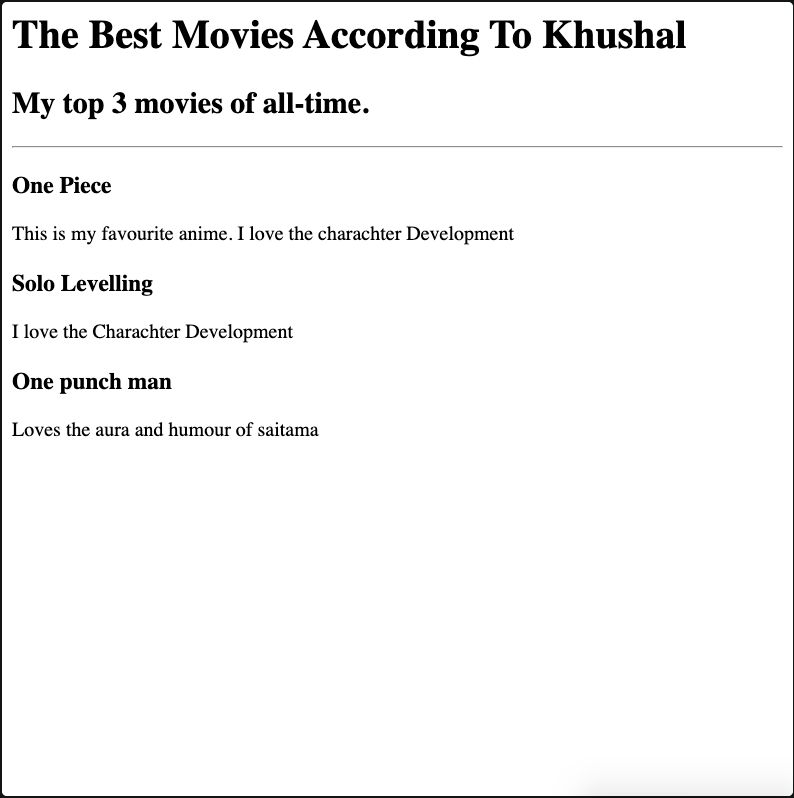 The Best Movies According To Khushal
My top 3 movies of all-time.
One Piece
This is my favourite anime. I love the charachter Development
Solo Levelling
I love the Charachter Development
One punch man
Loves the aura and humour of saitama